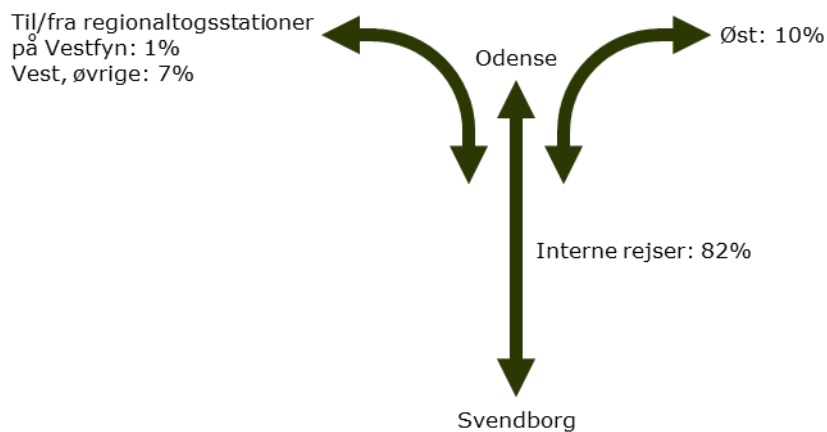 Til/fra regionaltogsstationer
på Vestfyn: 1%
Vest, øvrige: 7%
Odense
Øst: 10%
Interne rejser: 82%
Svendborg